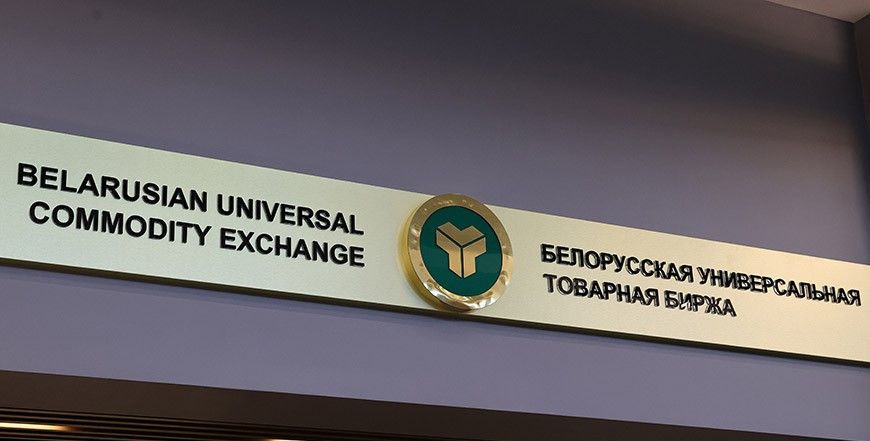 BELARUSIAN UNIVERSAL
COMMODITY EXCHANGE
БЕЛОРУССКАЯ УНИВЕРСАЛЬНАЯ
ТОВАРНАЯ БИРЖА